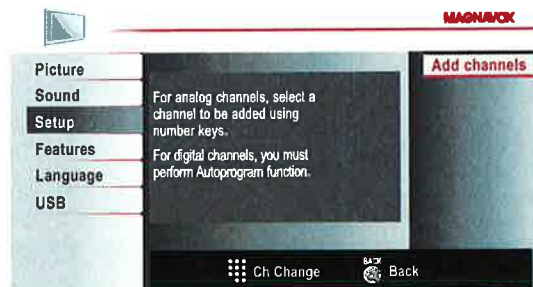 MAGNAVOX
Picture
Sound
Setup
Features
Language
USB
Add channels
For analog channels, select a
channel to be added using
number keys.
For digital channels, you must
perform Autoprogram function.
Ch Change
BACK
Back